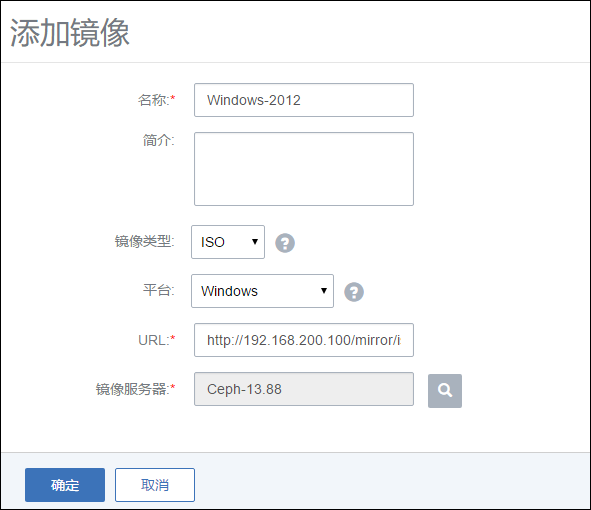 添加镜像
名称:* Windows-2012
简介:
镜像类型: ISO
平台: Windows
URL:* http://192.168.200.100/mirror/i
镜像服务器:* Ceph-13.88
确定 取消